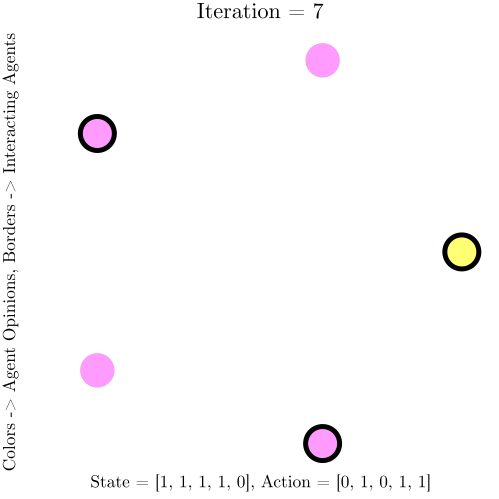 Iteration = 7
Colors -> Agent Opinions, Borders -> Interacting Agents
State = [1, 1, 1, 1, 0], Action = [0, 1, 0, 1, 1]